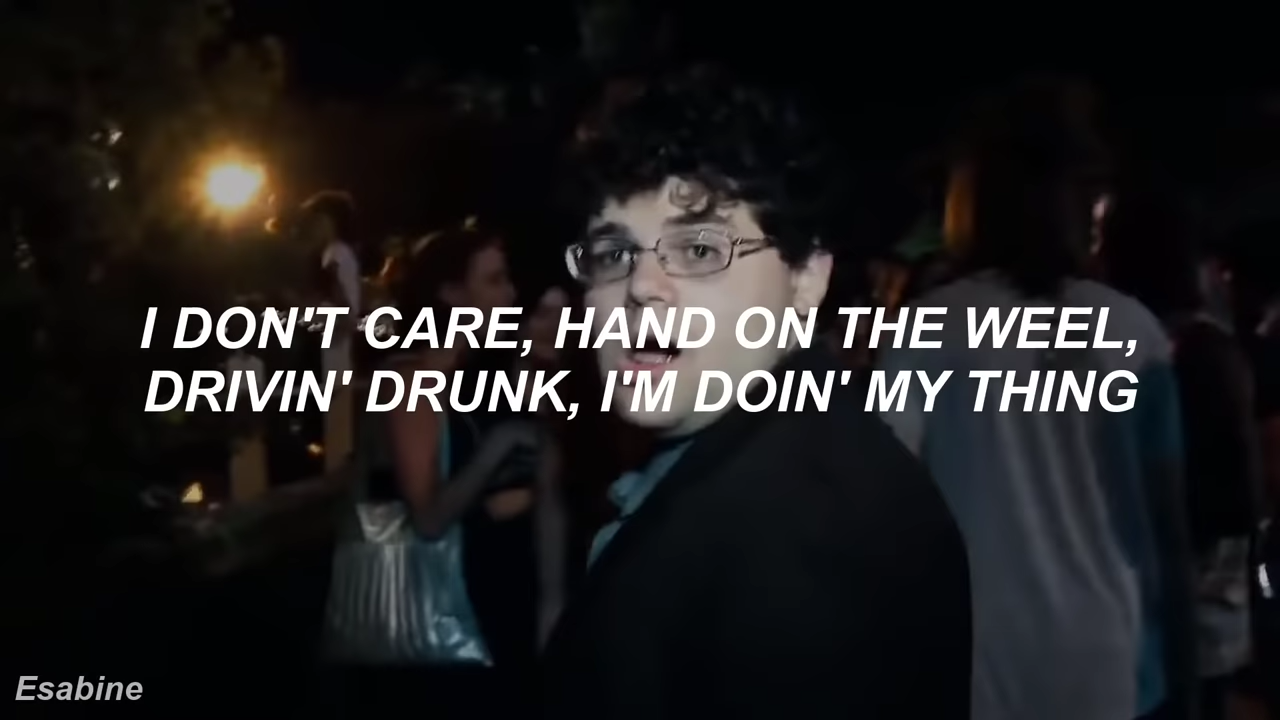 I DON'T CARE, HAND ON THE WEEL,
DRIVIN' DRUNK, I'M DOIN' MY THING
Esabine